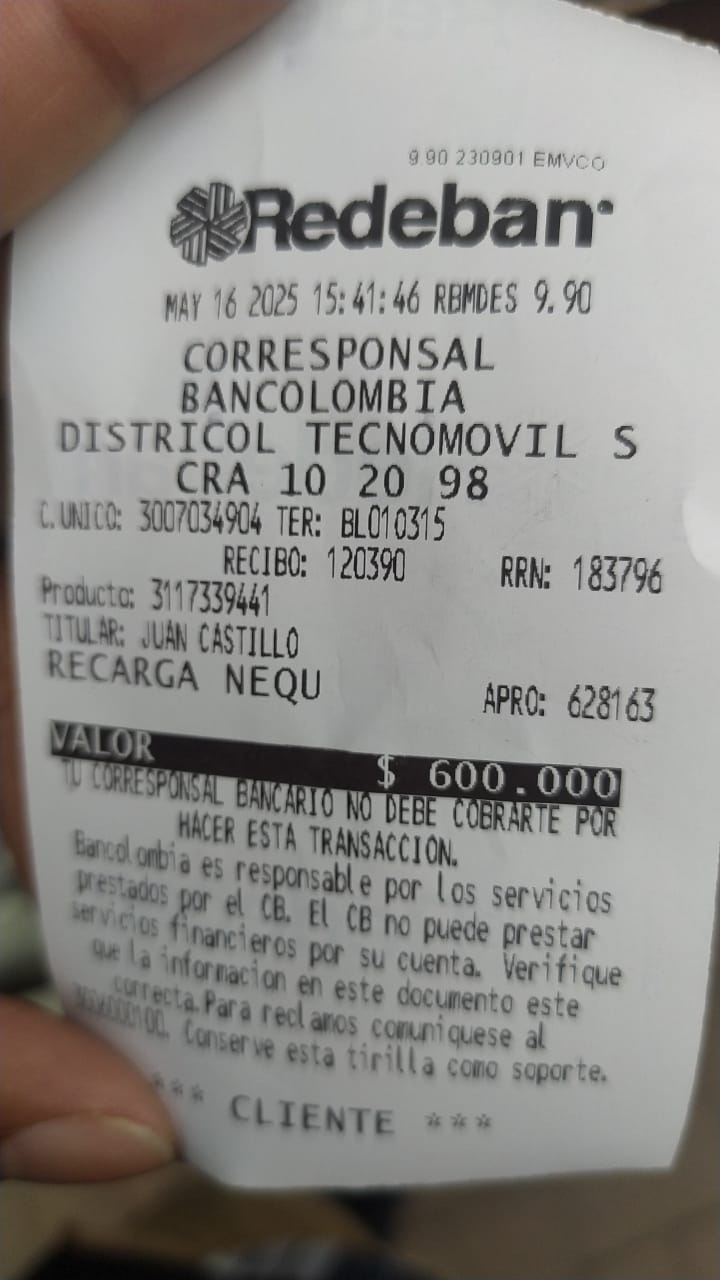 9.90 230901 EMVCO
Redeban
MAY 16 2025 15:41:46 RBMDES 9.90
CORRESPONSAL
BANCOLOMBIA
DISTRICOL TECNOMOVIL S
CRA 10 20 98
C.UNICO: 3007034904 TER: BL010315
RECIBO: 120390 RRN: 183796
Producto: 3117339441
TITULAR: JUAN CASTILLO
RECARGA NEQU APRO: 628163
VALOR $ 600.000
TU CORRESPONSAL BANCARIO NO DEBE COBRARTE POR
HACER ESTA TRANSACCION.
Bancolombia es responsable por los servicios
prestados por el CB. El CB no puede prestar
servicios financieros por su cuenta. Verifique
que la informacion en este documento este
correcta.Para reclamos comuniquese al
Conserve esta tirilla como soporte.
*** CLIENTE ***